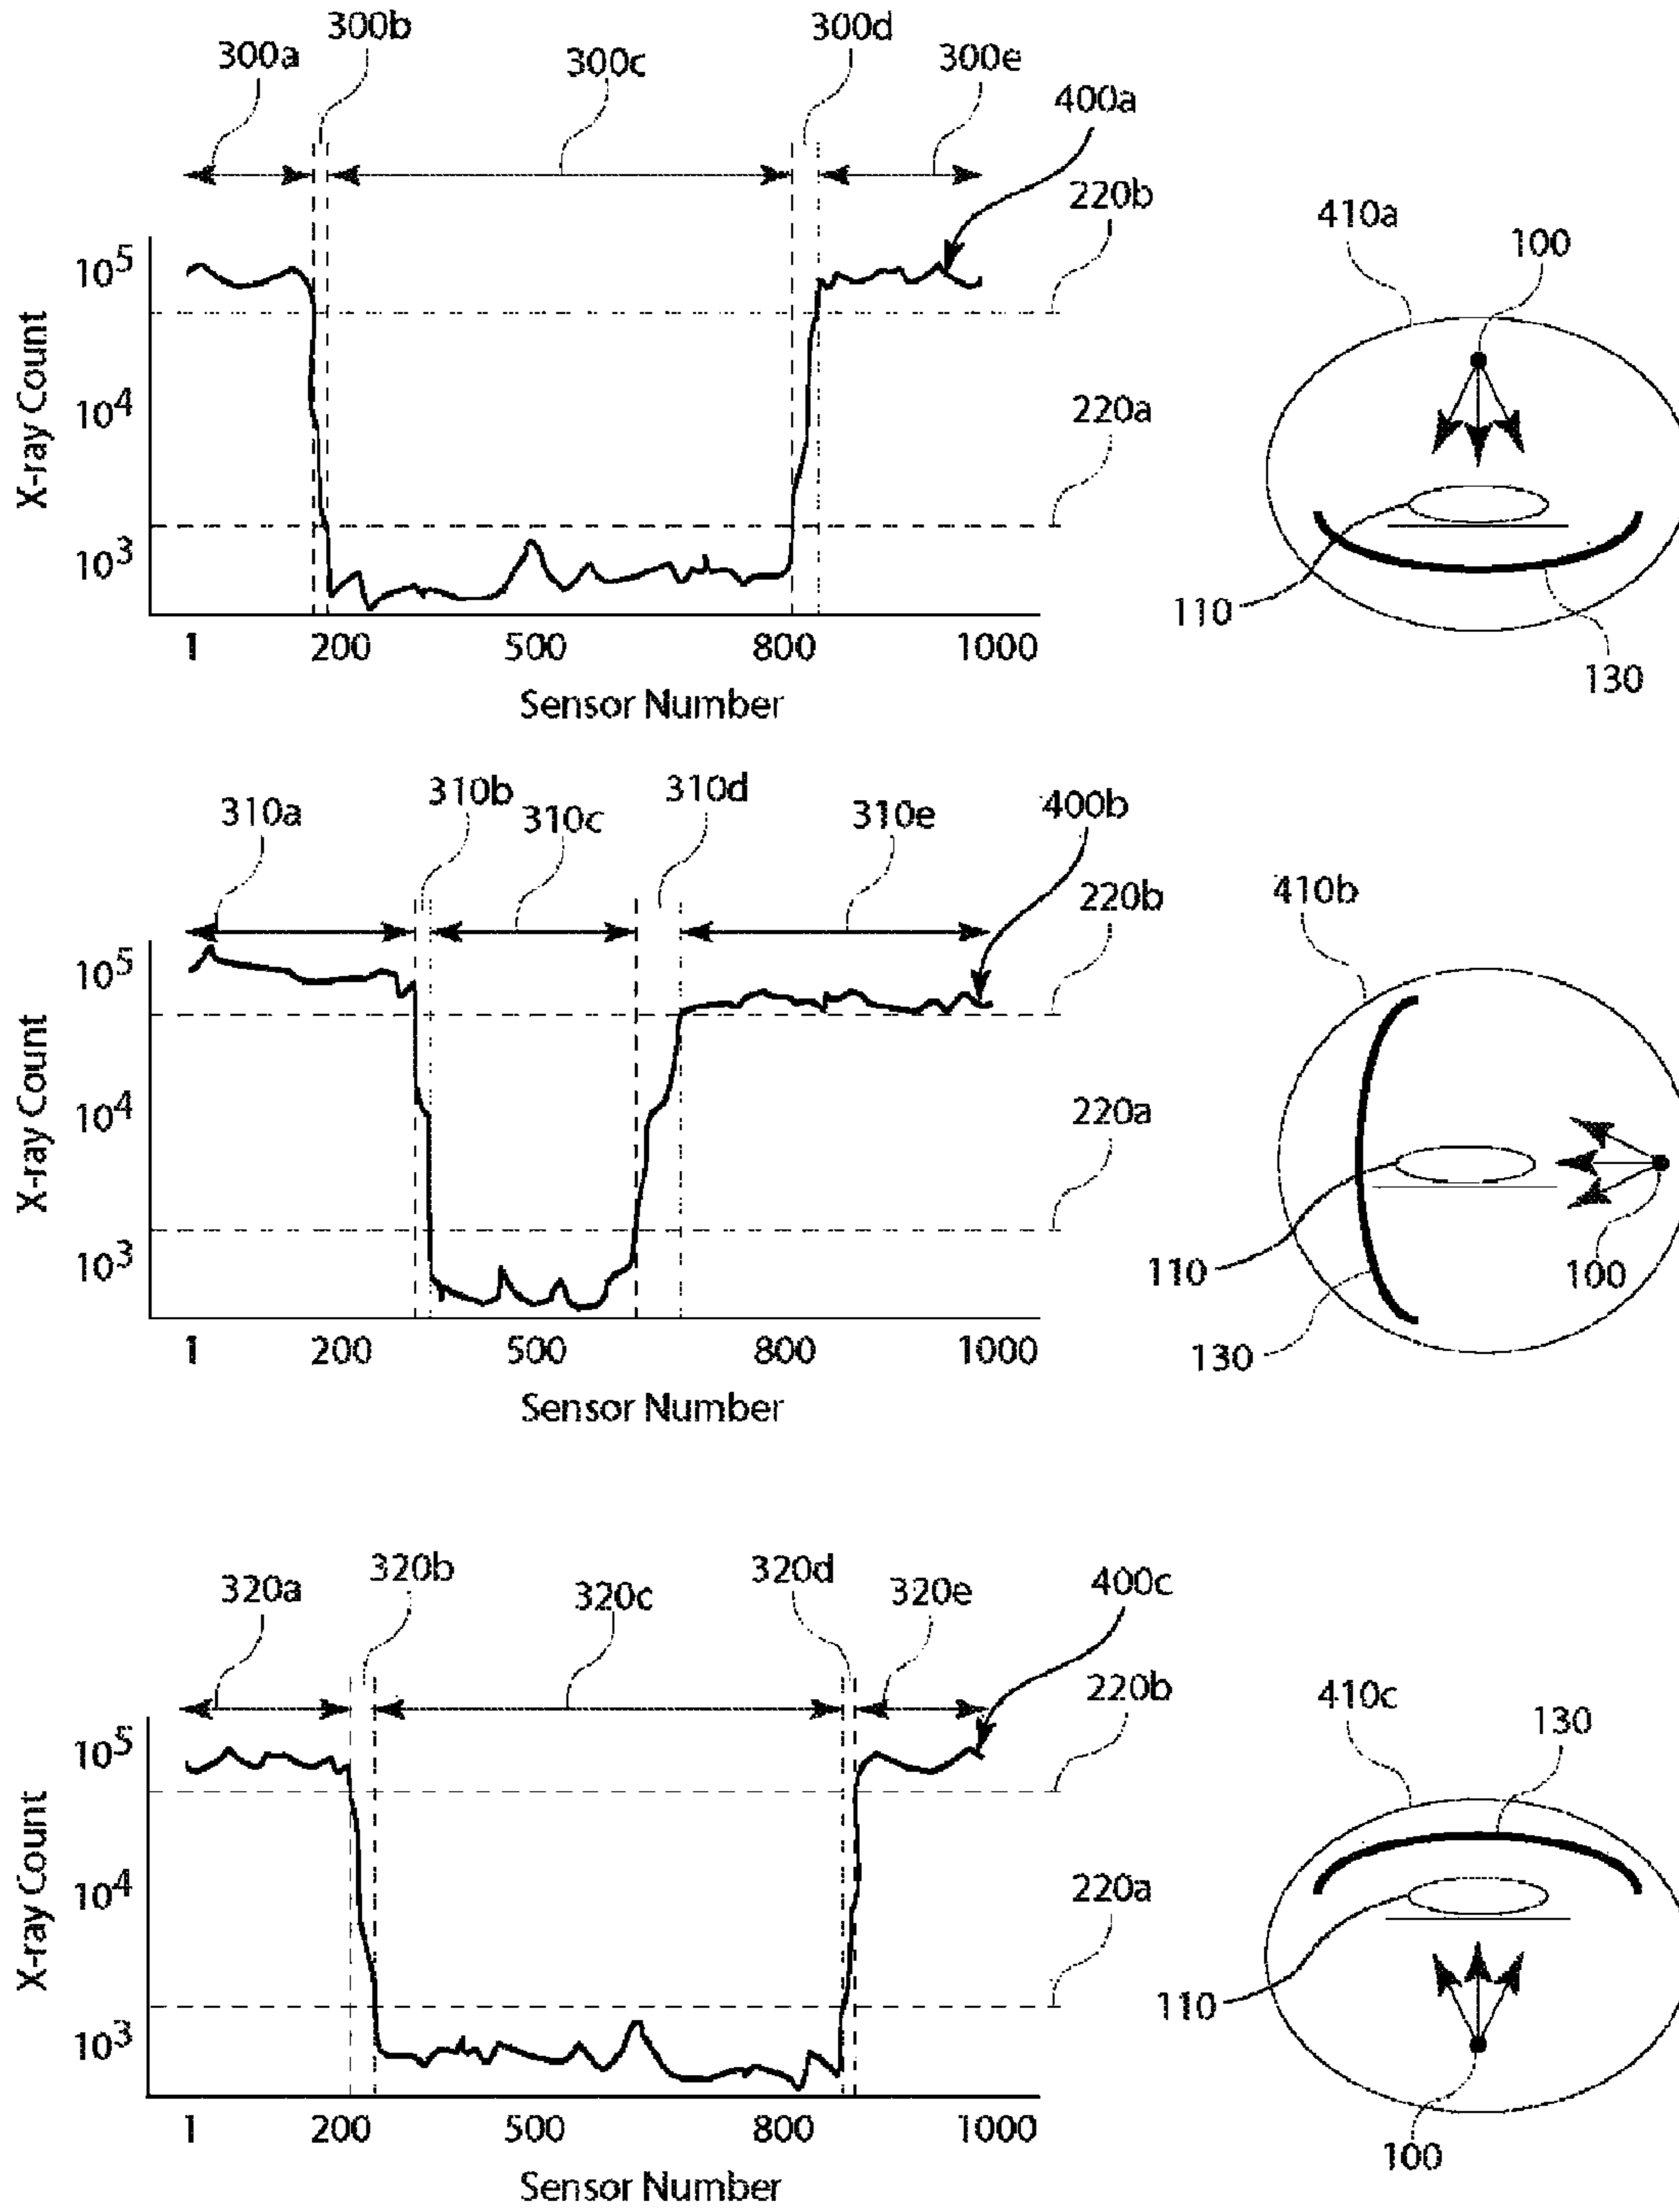 300a 300b 300c 300d 300e
400a
220b
220a
X-ray Count
10^5
10^4
10^3
1 200 500 800 1000
Sensor Number
410a
100
110
130
310a 310b 310c 310d 310e
400b
220b
220a
X-ray Count
10^5
10^4
10^3
1 200 500 800 1000
Sensor Number
410b
110
100
130
320a 320b 320c 320d 320e
400c
220b
220a
X-ray Count
10^5
10^4
10^3
1 200 500 800 1000
Sensor Number
410c
130
110
100